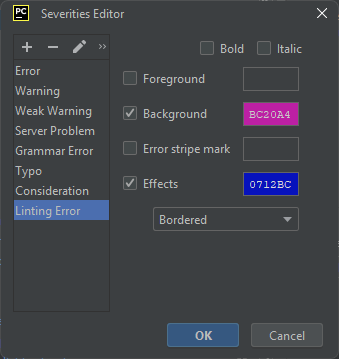 PC Severities Editor
Bold Italic
Error
Warning
Weak Warning
Server Problem
Grammar Error
Typo
Consideration
Linting Error
Foreground
Background BC20A4
Error stripe mark
Effects 0712BC
Bordered
OK Cancel